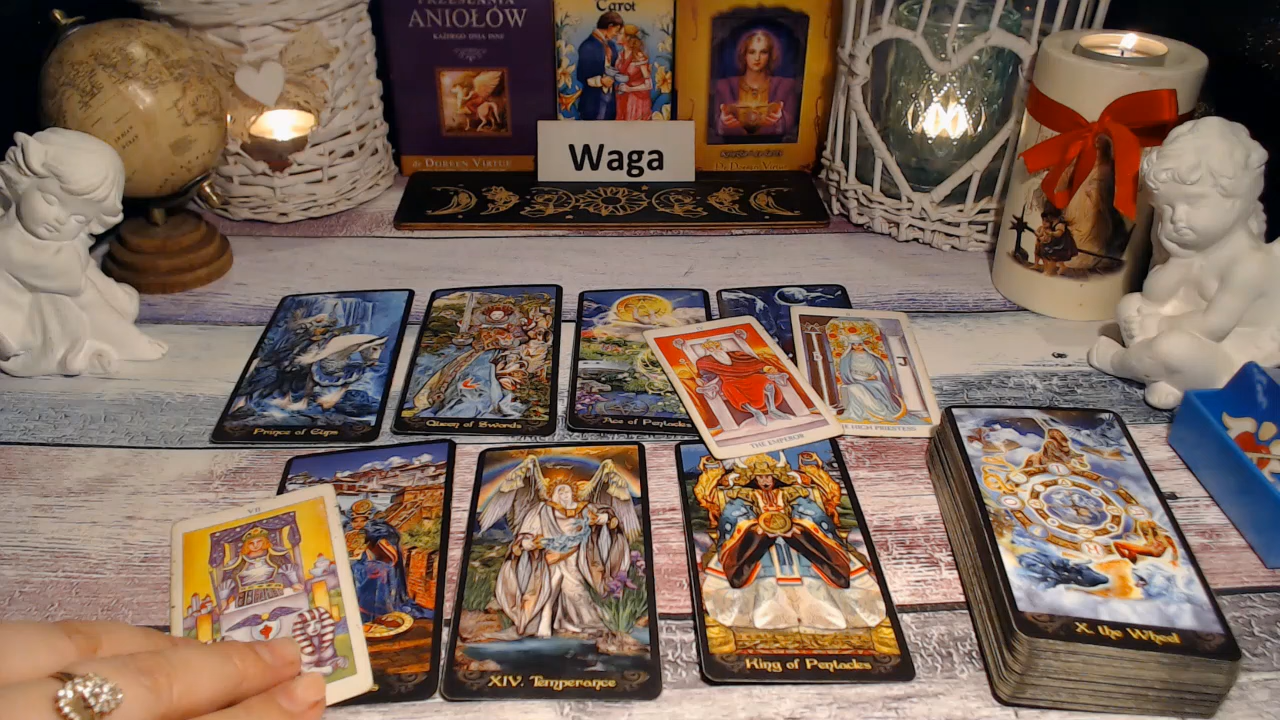 PRZESŁANIA
ANIOŁÓW
KAŻDEGO DNIA INNE
DOREEN VIRTUE
Tarot
Waga
Prince of Cups
Queen of Swords
Ace of Pentacles
THE EMPEROR
THE HIGH PRIESTESS
B
J
VII
XIV. Temperance
King of Pentacles
X. the Wheel